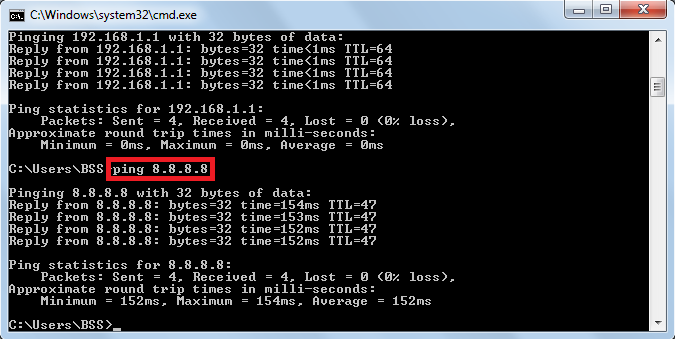 C:\Windows\system32\cmd.exe
Pinging 192.168.1.1 with 32 bytes of data:
Reply from 192.168.1.1: bytes=32 time<1ms TTL=64
Reply from 192.168.1.1: bytes=32 time<1ms TTL=64
Reply from 192.168.1.1: bytes=32 time<1ms TTL=64
Reply from 192.168.1.1: bytes=32 time<1ms TTL=64
Ping statistics for 192.168.1.1:
Packets: Sent = 4, Received = 4, Lost = 0 (0% loss),
Approximate round trip times in milli-seconds:
Minimum = 0ms, Maximum = 0ms, Average = 0ms
C:\Users\BSS ping 8.8.8.8
Pinging 8.8.8.8 with 32 bytes of data:
Reply from 8.8.8.8: bytes=32 time=154ms TTL=47
Reply from 8.8.8.8: bytes=32 time=153ms TTL=47
Reply from 8.8.8.8: bytes=32 time=152ms TTL=47
Reply from 8.8.8.8: bytes=32 time=152ms TTL=47
Ping statistics for 8.8.8.8:
Packets: Sent = 4, Received = 4, Lost = 0 (0% loss),
Approximate round trip times in milli-seconds:
Minimum = 152ms, Maximum = 154ms, Average = 152ms
C:\Users\BSS>_